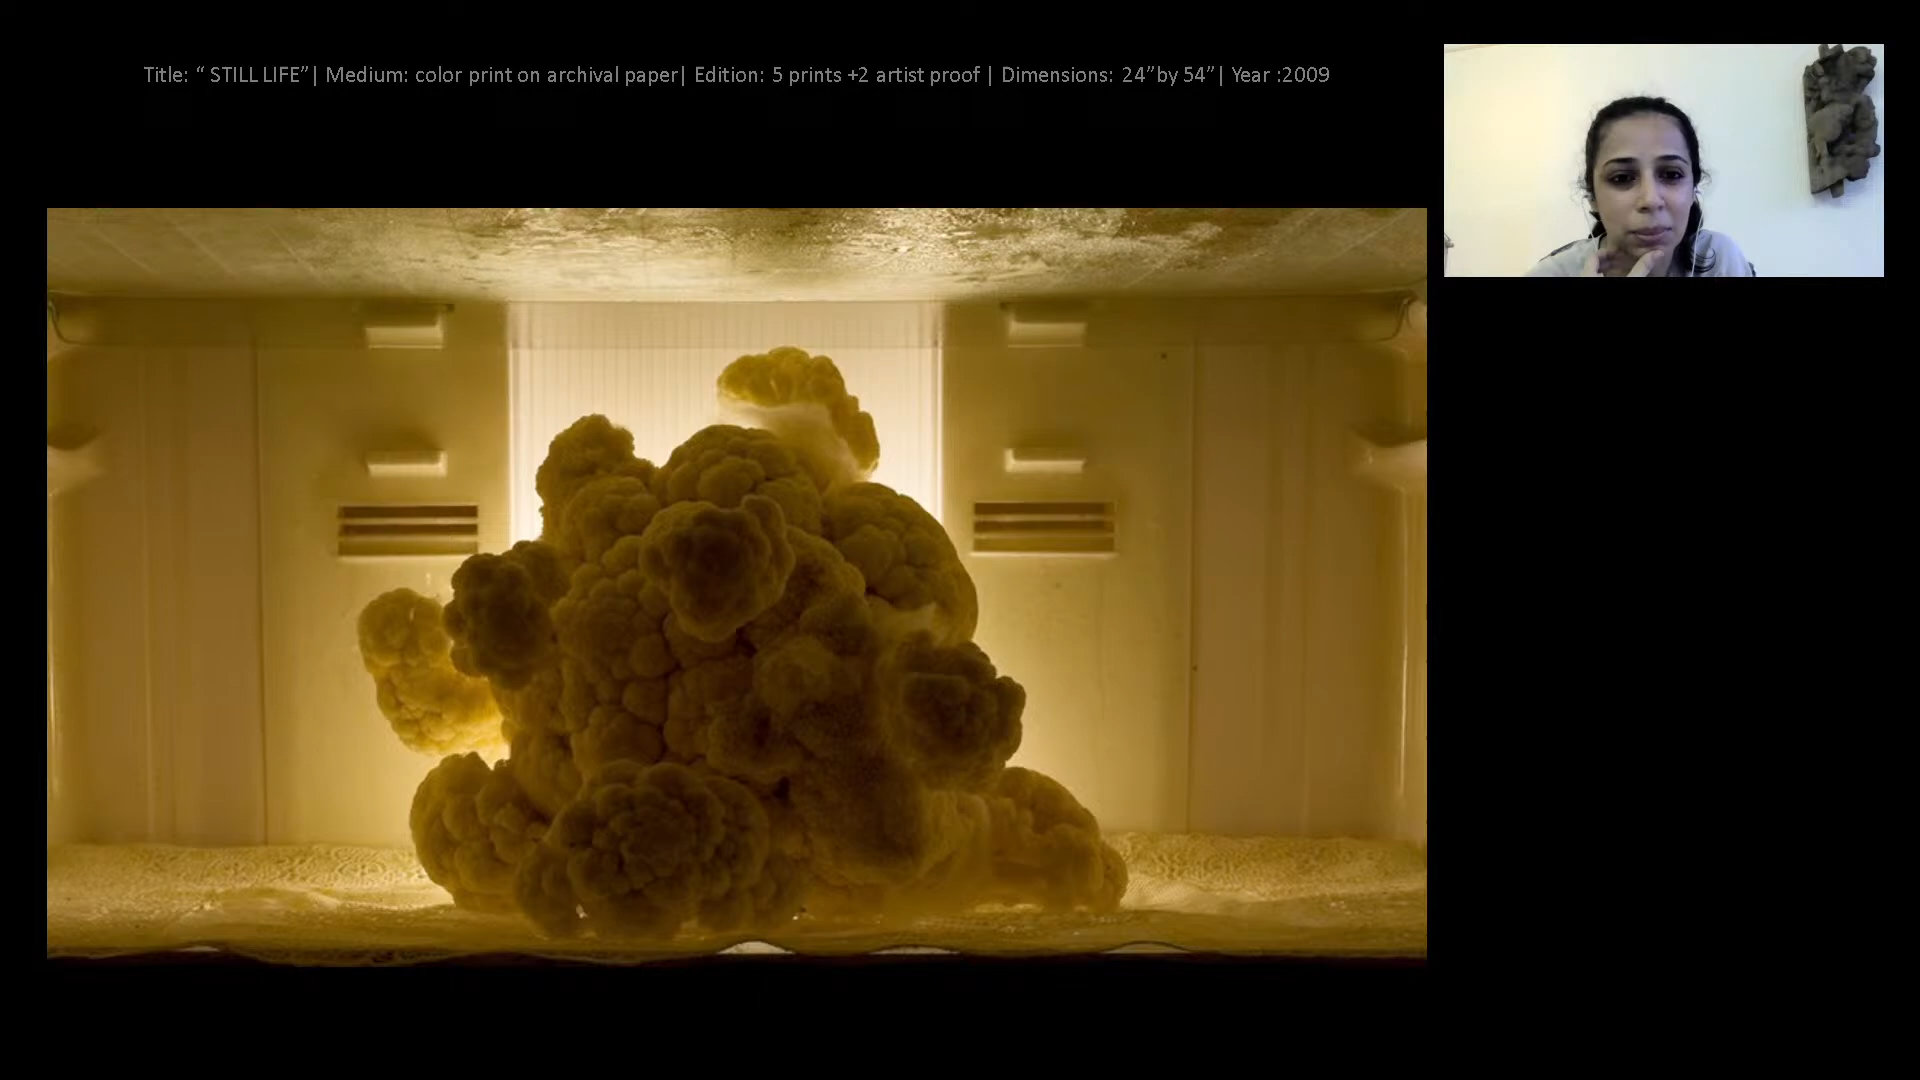 Title: “ STILL LIFE”| Medium: color print on archival paper| Edition: 5 prints +2 artist proof | Dimensions: 24”by 54”| Year :2009